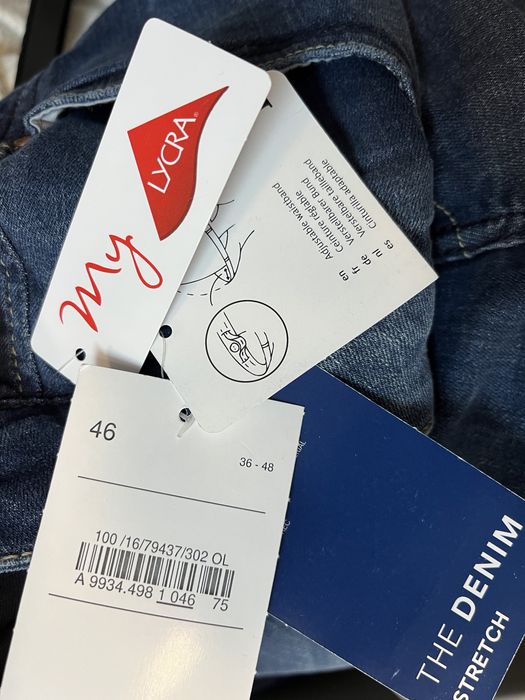 My
LYCRA®
en Adjustable waistband
fr Ceinture réglable
de Verstellbarer Bund
nl Verstelbare tailleband
es Cinturilla adaptable
46
36 - 48
100 /16/79437/302 OL
A 9934.498 1 046 75
THE DENIM
STRETCH